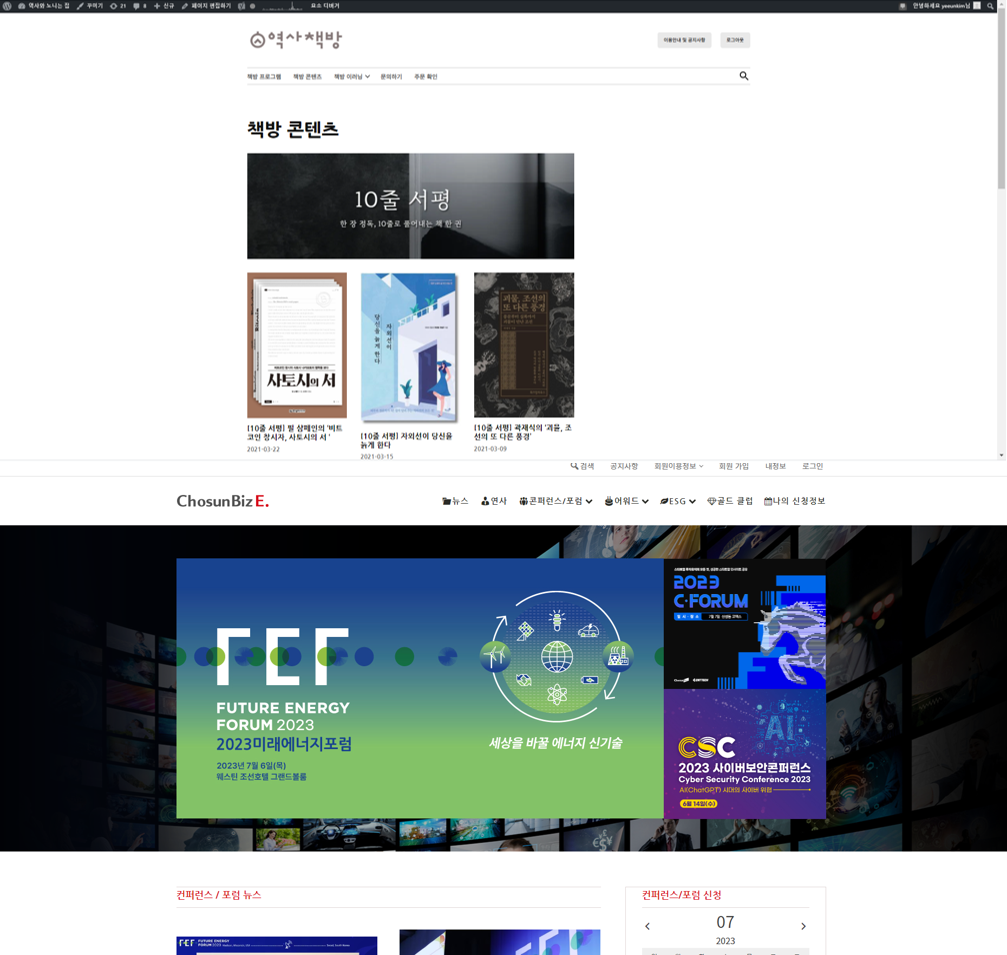 역사와 노니는 집 꾸미기 21 8 신규 페이지 편집하기 요소 디버거 안녕하세요 yeeunkim님
역사책방
이용안내 및 공지사항 로그아웃
책방 프로그램 책방 콘텐츠 책방 이러닝 문의하기 주문 확인
책방 콘텐츠
10줄 서평
한 장 정독, 10줄로 풀어내는 책 한 권
사토시의 서
자외선이
당신을 늙게 한다
괴물, 조선의
또 다른 풍경
[10줄 서평] 필 샴페인의 '비트
코인 창시자, 사토시의 서 '
2021-03-22
[10줄 서평] 자외선이 당신을
늙게 한다
2021-03-15
[10줄 서평] 곽재식의 '괴물, 조
선의 또 다른 풍경'
2021-03-09
검색 공지사항 회원이용정보 회원 가입 내정보 로그인
ChosunBiz E.
뉴스 연사 콘퍼런스/포럼 어워드 ESG 골드 클럽 나의 신청정보
FEF
FUTURE ENERGY
FORUM 2023
2023미래에너지포럼
2023년 7월 6일(목)
웨스틴 조선호텔 그랜드볼룸
세상을 바꿀 에너지 신기술
2023
C·FORUM
AI
CSC
2023 사이버보안콘퍼런스
Cyber Security Conference 2023
AI(ChatGPT) 시대의 사이버 위협
6월 14일(수)
컨퍼런스 / 포럼 뉴스
컨퍼런스/포럼 신청
07
2023
FEF FUTURE ENERGY
FORUM 2023